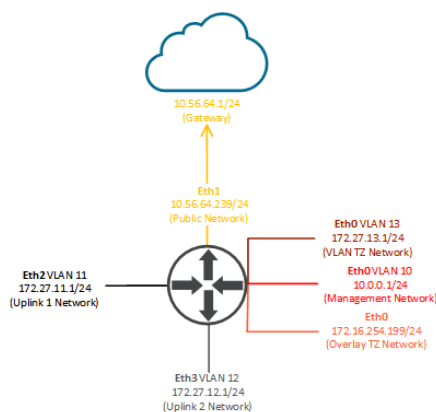 10.56.64.1/24
(Gateway)
Eth1
10.56.64.239/24
(Public Network)
Eth0 VLAN 13
172.27.13.1/24
(VLAN TZ Network)
Eth2 VLAN 11
172.27.11.1/24
(Uplink 1 Network)
Eth0 VLAN 10
10.0.0.1/24
(Management Network)
Eth0
172.16.254.199/24
(Overlay TZ Network)
Eth3 VLAN 12
172.27.12.1/24
(Uplink 2 Network)